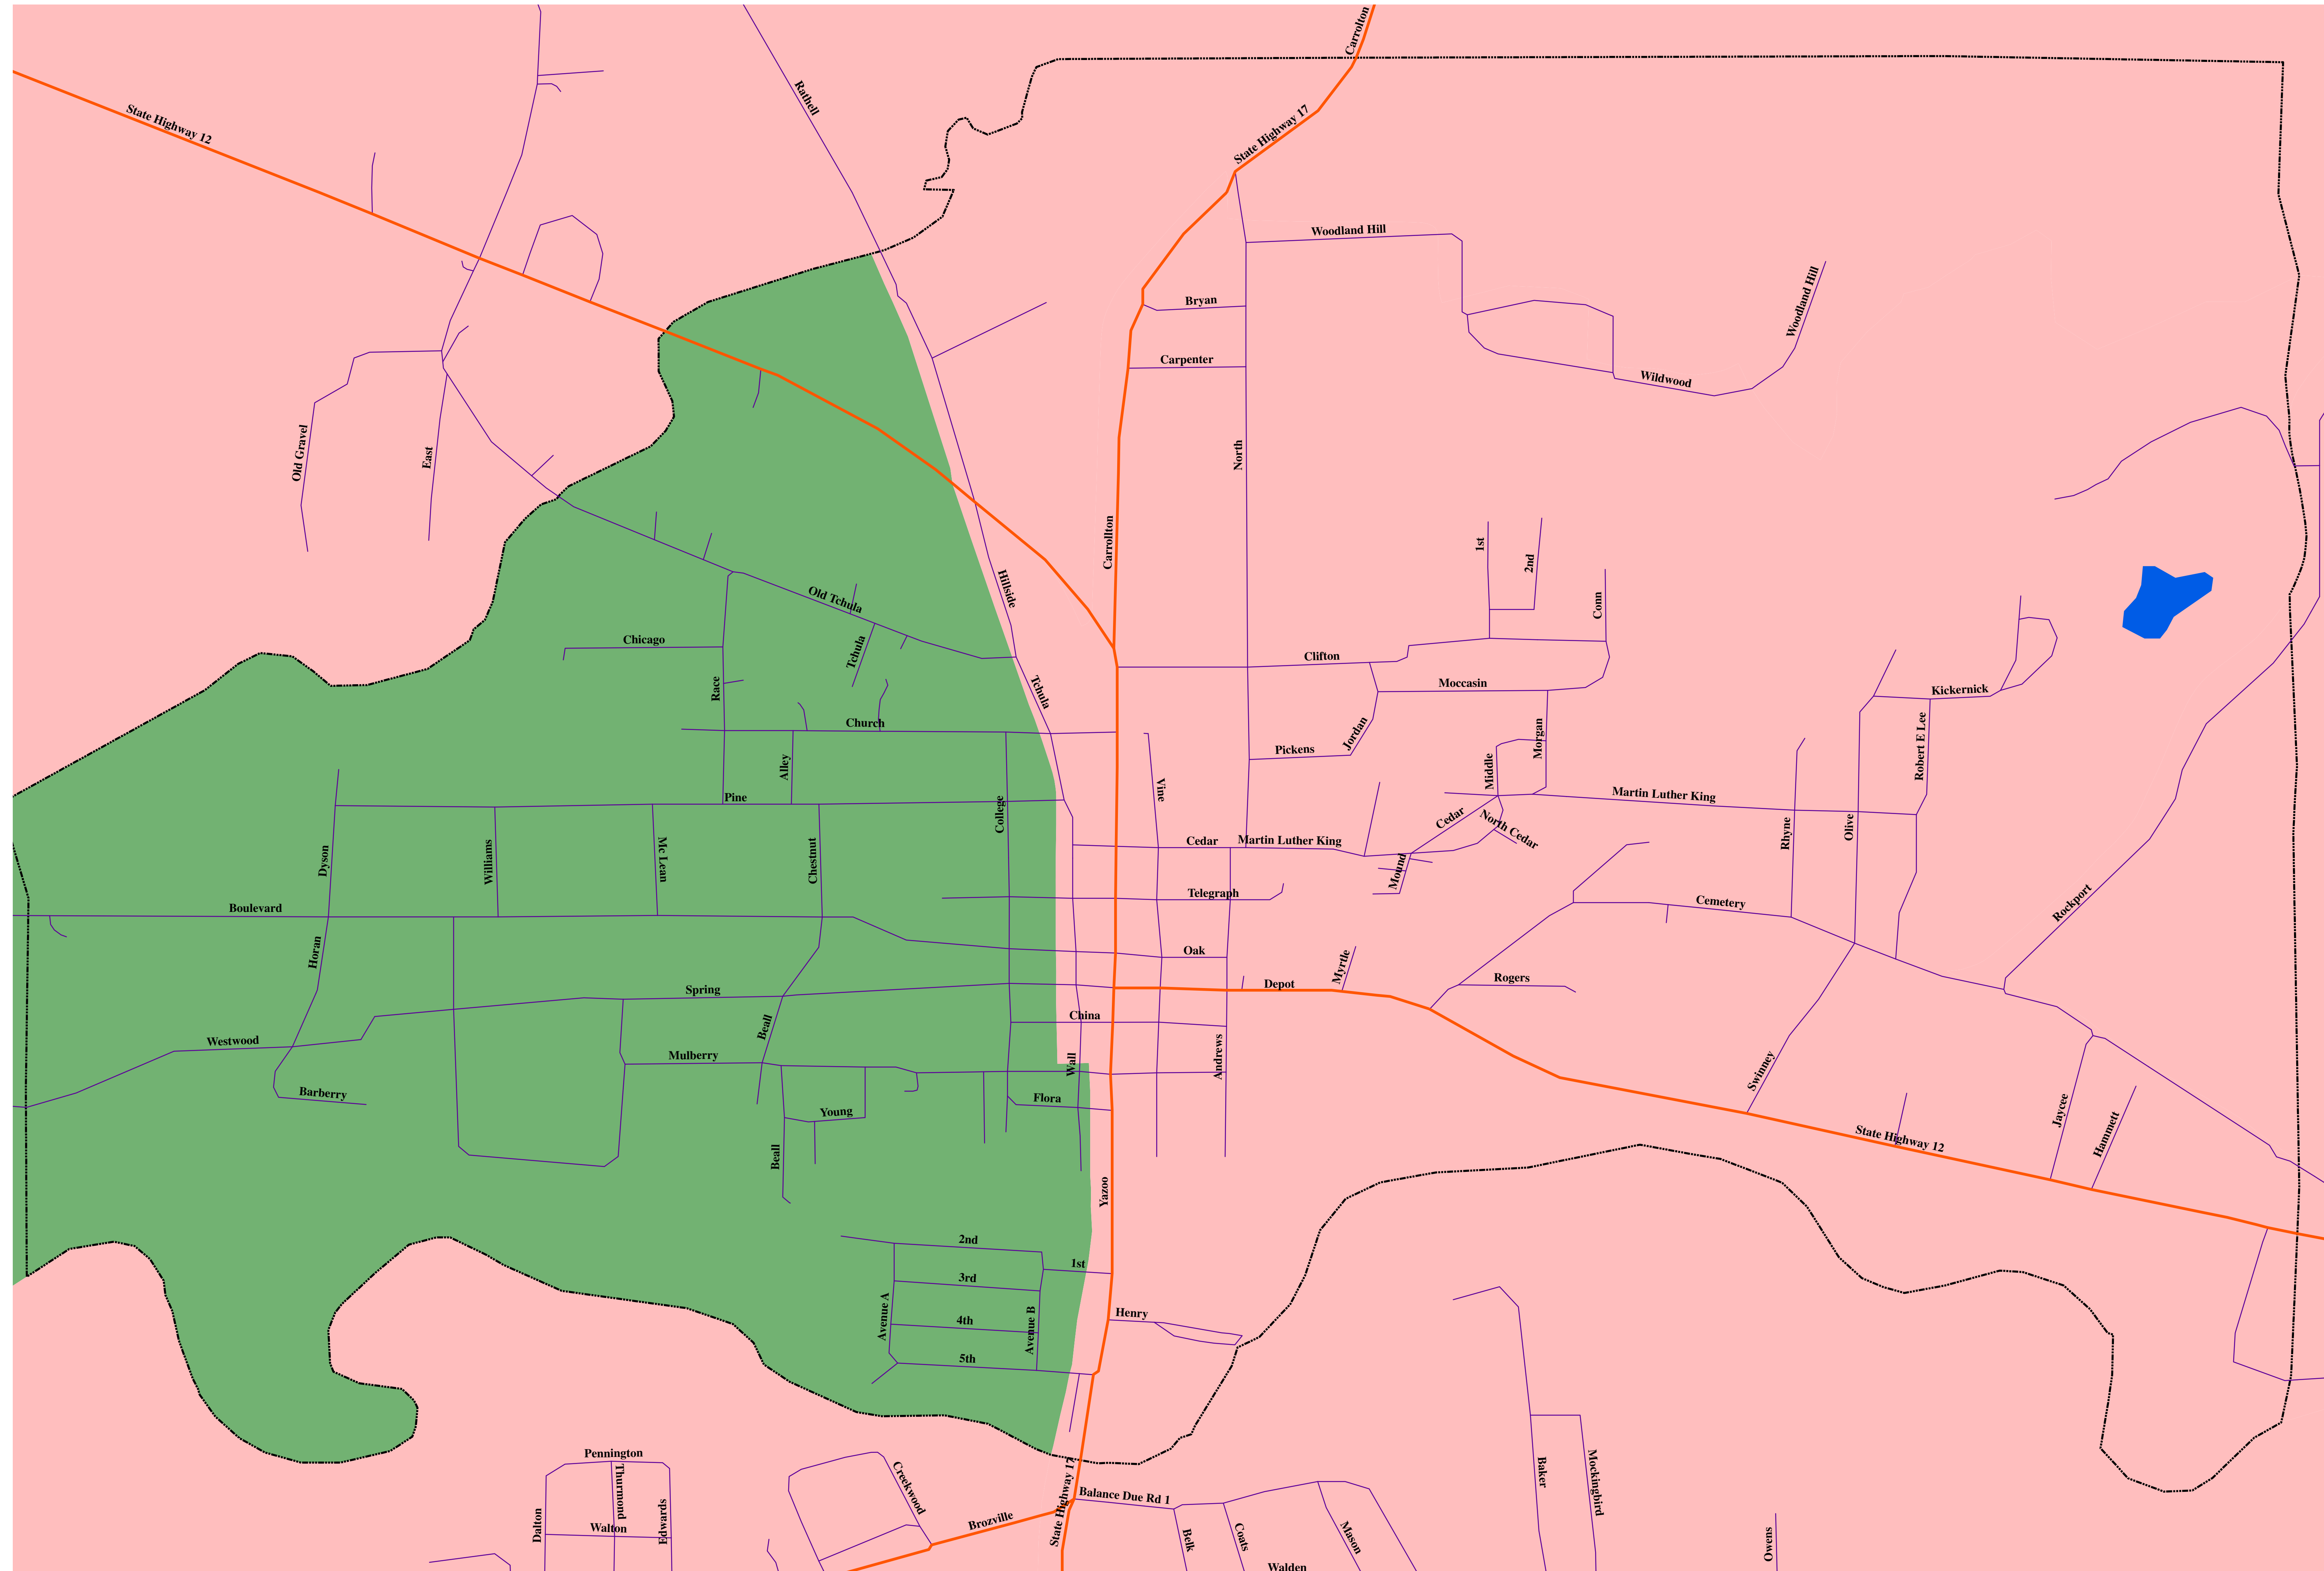 Carrolton
State Highway 12
Rathell
State Highway 17
Woodland Hill
Woodland Hill
Bryan
Carpenter
Wildwood
Old Gravel
East
North
Carrollton
1st
2nd
Hillside
Old Tchula
Conn
Chicago
Tchula
Clifton
Race
Tchula
Moccasin
Kickernick
Church
Jordan
Morgan
Robert E Lee
Pickens
Alley
Middle
Vine
Pine
College
Martin Luther King
Cedar
North Cedar
Rhyne
Olive
Cedar
Martin Luther King
Dyson
Williams
Mc Lean
Chestnut
Mound
Telegraph
Boulevard
Cemetery
Rockport
Horan
Oak
Myrtle
Rogers
Spring
Depot
Beall
China
Westwood
Mulberry
Wall
Andrews
Swinney
Barberry
Flora
Young
Jaycee
Hammett
State Highway 12
Beall
Yazoo
2nd
1st
3rd
Avenue A
4th
Avenue B
Henry
5th
Pennington
Thurmond
Creekwood
Baker
Mockingbird
State Highway 17
Balance Due Rd 1
Dalton
Walton
Edwards
Brozville
Belk
Coats
Mason
Owens
Walden